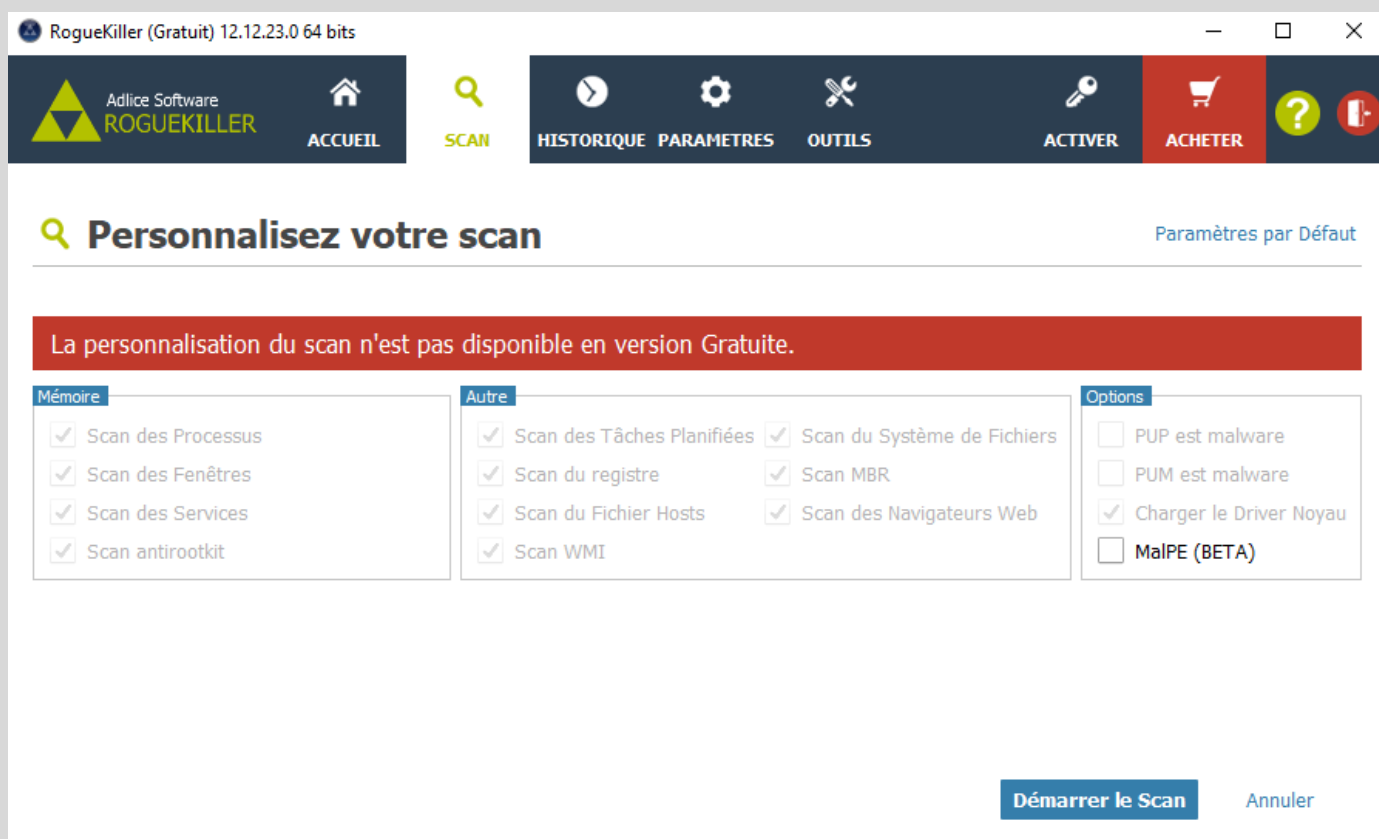 RogueKiller (Gratuit) 12.12.23.0 64 bits
Adlice Software
ROGUEKILLER
ACCUEIL
SCAN
HISTORIQUE
PARAMETRES
OUTILS
ACTIVER
ACHETER
?
Personnalisez votre scan
Paramètres par Défaut
La personnalisation du scan n'est pas disponible en version Gratuite.
Mémoire
Scan des Processus
Scan des Fenêtres
Scan des Services
Scan antirootkit
Autre
Scan des Tâches Planifiées
Scan du registre
Scan du Fichier Hosts
Scan WMI
Scan du Système de Fichiers
Scan MBR
Scan des Navigateurs Web
Options
PUP est malware
PUM est malware
Charger le Driver Noyau
MalPE (BETA)
Démarrer le Scan
Annuler